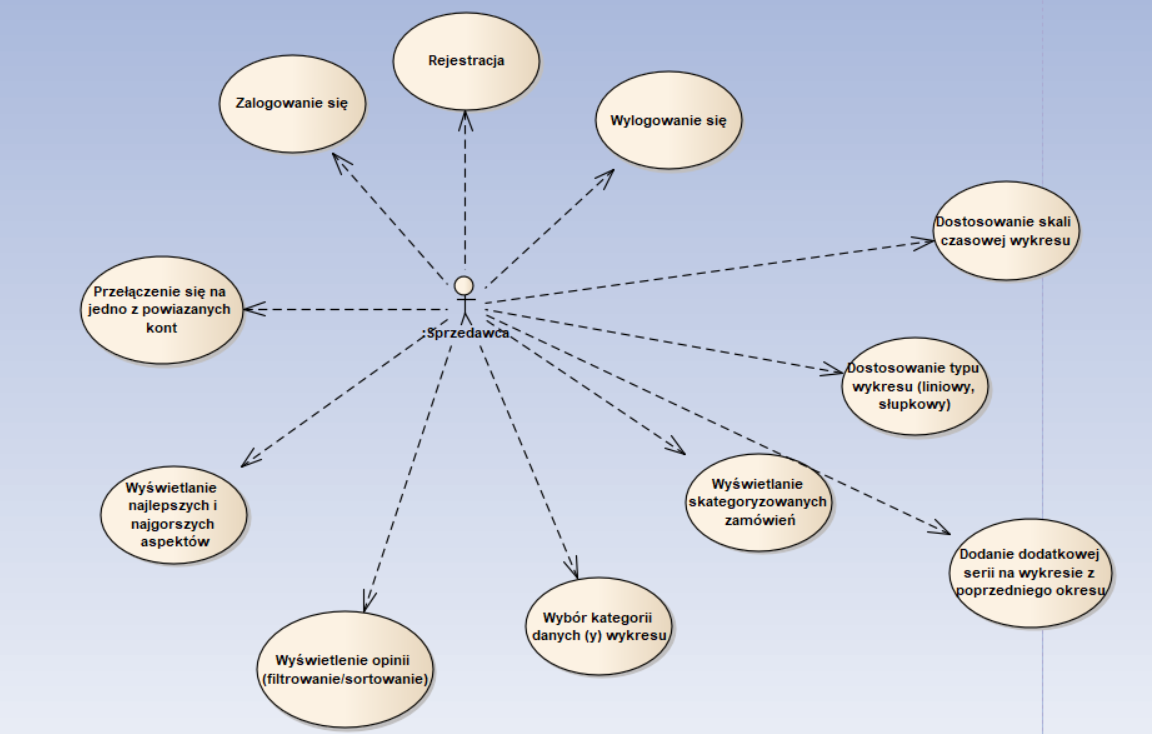 Rejestracja
Zalogowanie się
Wylogowanie się
Dostosowanie skali
czasowej wykresu
Przełączenie się na
jedno z powiazanych
kont
Sprzedawca
Dostosowanie typu
wykresu (liniowy,
słupkowy)
Wyświetlanie
najlepszych i
najgorszych
aspektów
Wyświetlanie
skategoryzowanych
zamówień
Dodanie dodatkowej
serii na wykresie z
poprzedniego okresu
Wybór kategorii
danych (y) wykresu
Wyświetlenie opinii
(filtrowanie/sortowanie)